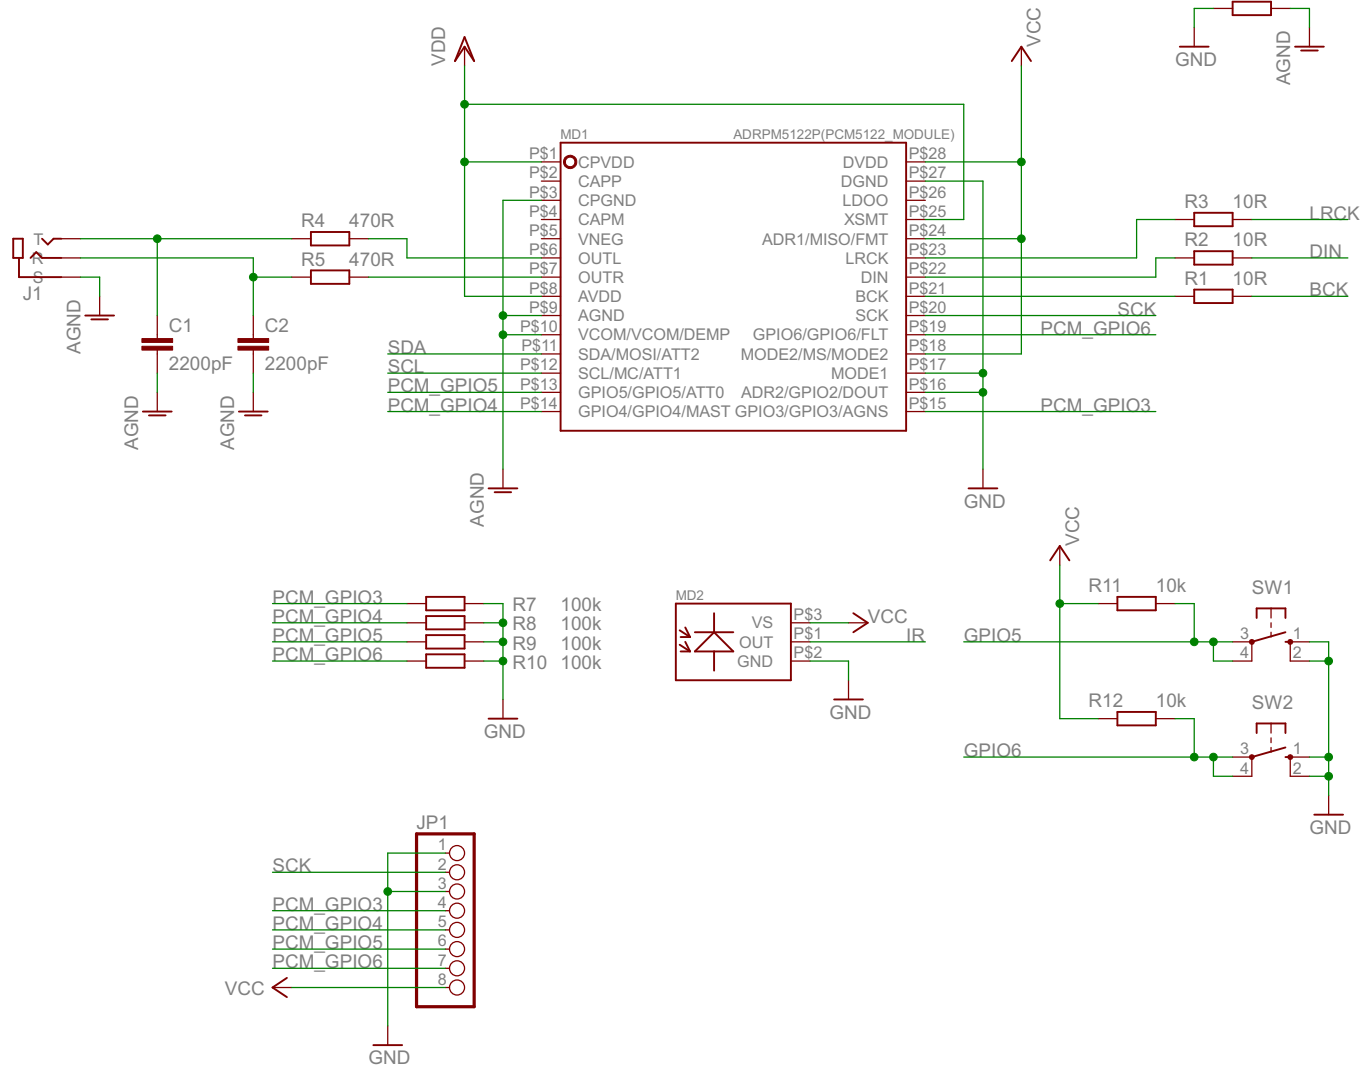 VDD
VCC
GND
AGND
MD1
ADRPM5122P(PCM5122_MODULE)
P$1 CPVDD
P$2 CAPP
P$3 CPGND
P$4 CAPM
P$5 VNEG
P$6 OUTL
P$7 OUTR
P$8 AVDD
P$9 AGND
P$10 VCOM/VCOM/DEMP
P$11 SDA/MOSI/ATT2
P$12 SCL/MC/ATT1
P$13 GPIO5/GPIO5/ATT0
P$14 GPIO4/GPIO4/MAST
DVDD P$28
DGND P$27
LDOO P$26
XSMT P$25
ADR1/MISO/FMT P$24
LRCK P$23
DIN P$22
BCK P$21
SCK P$20
GPIO6/GPIO6/FLT P$19
MODE2/MS/MODE2 P$18
MODE1 P$17
ADR2/GPIO2/DOUT P$16
GPIO3/GPIO3/AGNS P$15
R4 470R
R5 470R
T
R
S
J1
AGND
C1
2200pF
C2
2200pF
AGND
AGND
SDA
SCL
PCM_GPIO5
PCM_GPIO4
AGND
R3 10R LRCK
R2 10R DIN
R1 10R BCK
SCK
PCM_GPIO6
PCM_GPIO3
GND
PCM_GPIO3
PCM_GPIO4
PCM_GPIO5
PCM_GPIO6
R7 100k
R8 100k
R9 100k
R10 100k
GND
MD2
VS P$3
OUT P$1
GND P$2
VCC
IR
GND
VCC
R11 10k
SW1
GPIO5
3 1
4 2
R12 10k
SW2
GPIO6
3 1
4 2
GND
JP1
1
SCK 2
3
PCM_GPIO3 4
PCM_GPIO4 5
PCM_GPIO5 6
PCM_GPIO6 7
VCC 8
GND